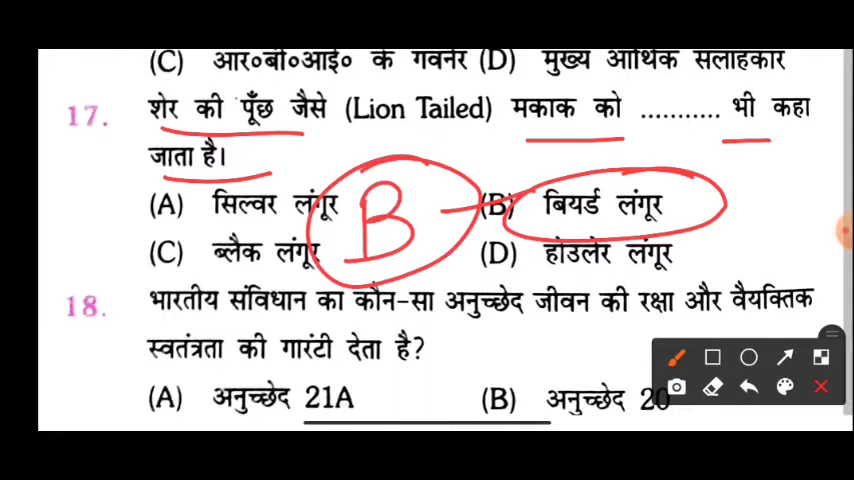 (C) आर०बी०आई० के गवर्नर (D) मुख्य आर्थिक सलाहकार
17. शेर की पूँछ जैसे (Lion Tailed) मकाक को ........... भी कहा
जाता है।
(A) सिल्वर लंगूर (B) बियर्ड लंगूर
B
(C) ब्लैक लंगूर (D) होउलेर लंगूर
18. भारतीय संविधान का कौन-सा अनुच्छेद जीवन की रक्षा और वैयक्तिक
स्वतंत्रता की गारंटी देता है?
(A) अनुच्छेद 21A (B) अनुच्छेद 20